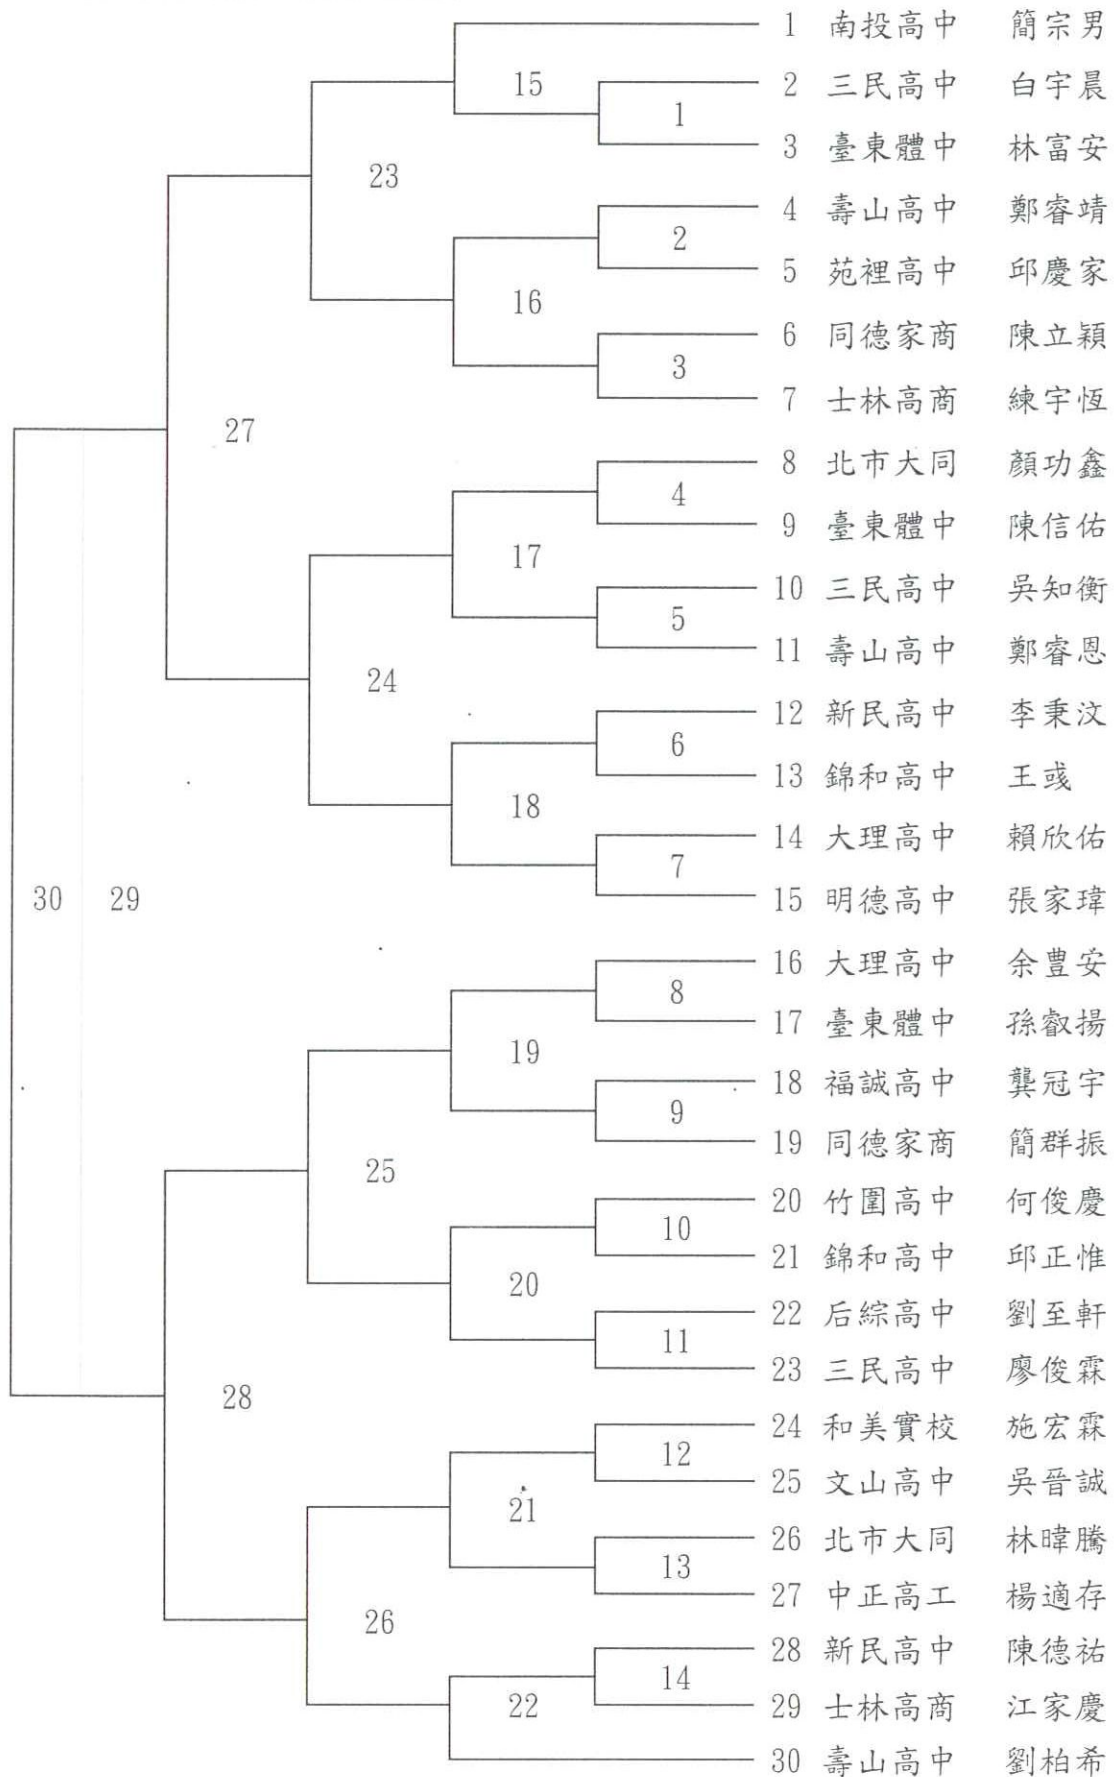 1 南投高中 簡宗男
15
2 三民高中 白宇晨
1
3 臺東體中 林富安
23
4 壽山高中 鄭睿靖
2
5 苑裡高中 邱慶家
16
6 同德家商 陳立穎
3
7 士林高商 練宇恆
27
8 北市大同 顏功鑫
4
9 臺東體中 陳信佑
17
10 三民高中 吳知衡
5
11 壽山高中 鄭睿恩
24
12 新民高中 李秉汶
6
13 錦和高中 王彧
18
14 大理高中 賴欣佑
7
15 明德高中 張家瑋
30 29
16 大理高中 余豐安
8
17 臺東體中 孫叡揚
19
18 福誠高中 龔冠宇
9
19 同德家商 簡群振
25
20 竹圍高中 何俊慶
10
21 錦和高中 邱正惟
20
22 后綜高中 劉至軒
11
23 三民高中 廖俊霖
28
24 和美實校 施宏霖
12
25 文山高中 吳晉誠
21
26 北市大同 林暐騰
13
27 中正高工 楊適存
26
28 新民高中 陳德祐
14
22
29 士林高商 江家慶
30 壽山高中 劉柏希